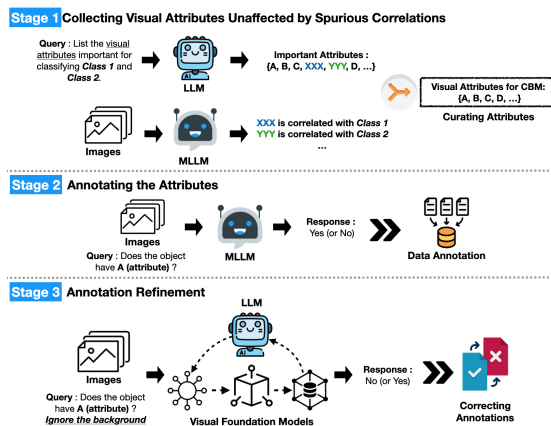 Stage 1 Collecting Visual Attributes Unaffected by Spurious Correlations
Query : List the visual
attributes important for
classifying Class 1 and
Class 2.
AI
LLM
Important Attributes :
{A, B, C, XXX, YYY, D, ...}
Images
MLLM
XXX is correlated with Class 1
YYY is correlated with Class 2
...
Visual Attributes for CBM:
{A, B, C, D, ...}
Curating Attributes
Stage 2 Annotating the Attributes
Images
Query : Does the object
have A (attribute) ?
MLLM
Response :
Yes (or No)
Data Annotation
Stage 3 Annotation Refinement
Images
Query : Does the object
have A (attribute) ?
Ignore the background
LLM
AI
Visual Foundation Models
Response :
No (or Yes)
Correcting
Annotations